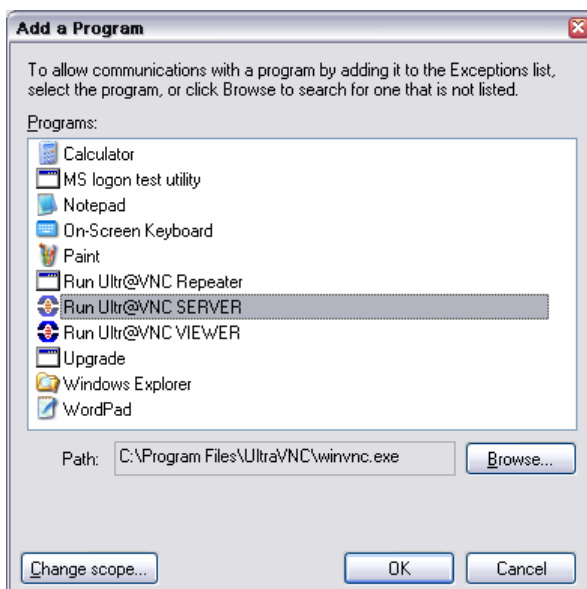 Add a Program
To allow communications with a program by adding it to the Exceptions list,
select the program, or click Browse to search for one that is not listed.
Programs:
Calculator
MS logon test utility
Notepad
On-Screen Keyboard
Paint
Run Ultr@VNC Repeater
Run Ultr@VNC SERVER
Run Ultr@VNC VIEWER
Upgrade
Windows Explorer
WordPad
Path: C:\Program Files\UltraVNC\winvnc.exe Browse...
Change scope... OK Cancel